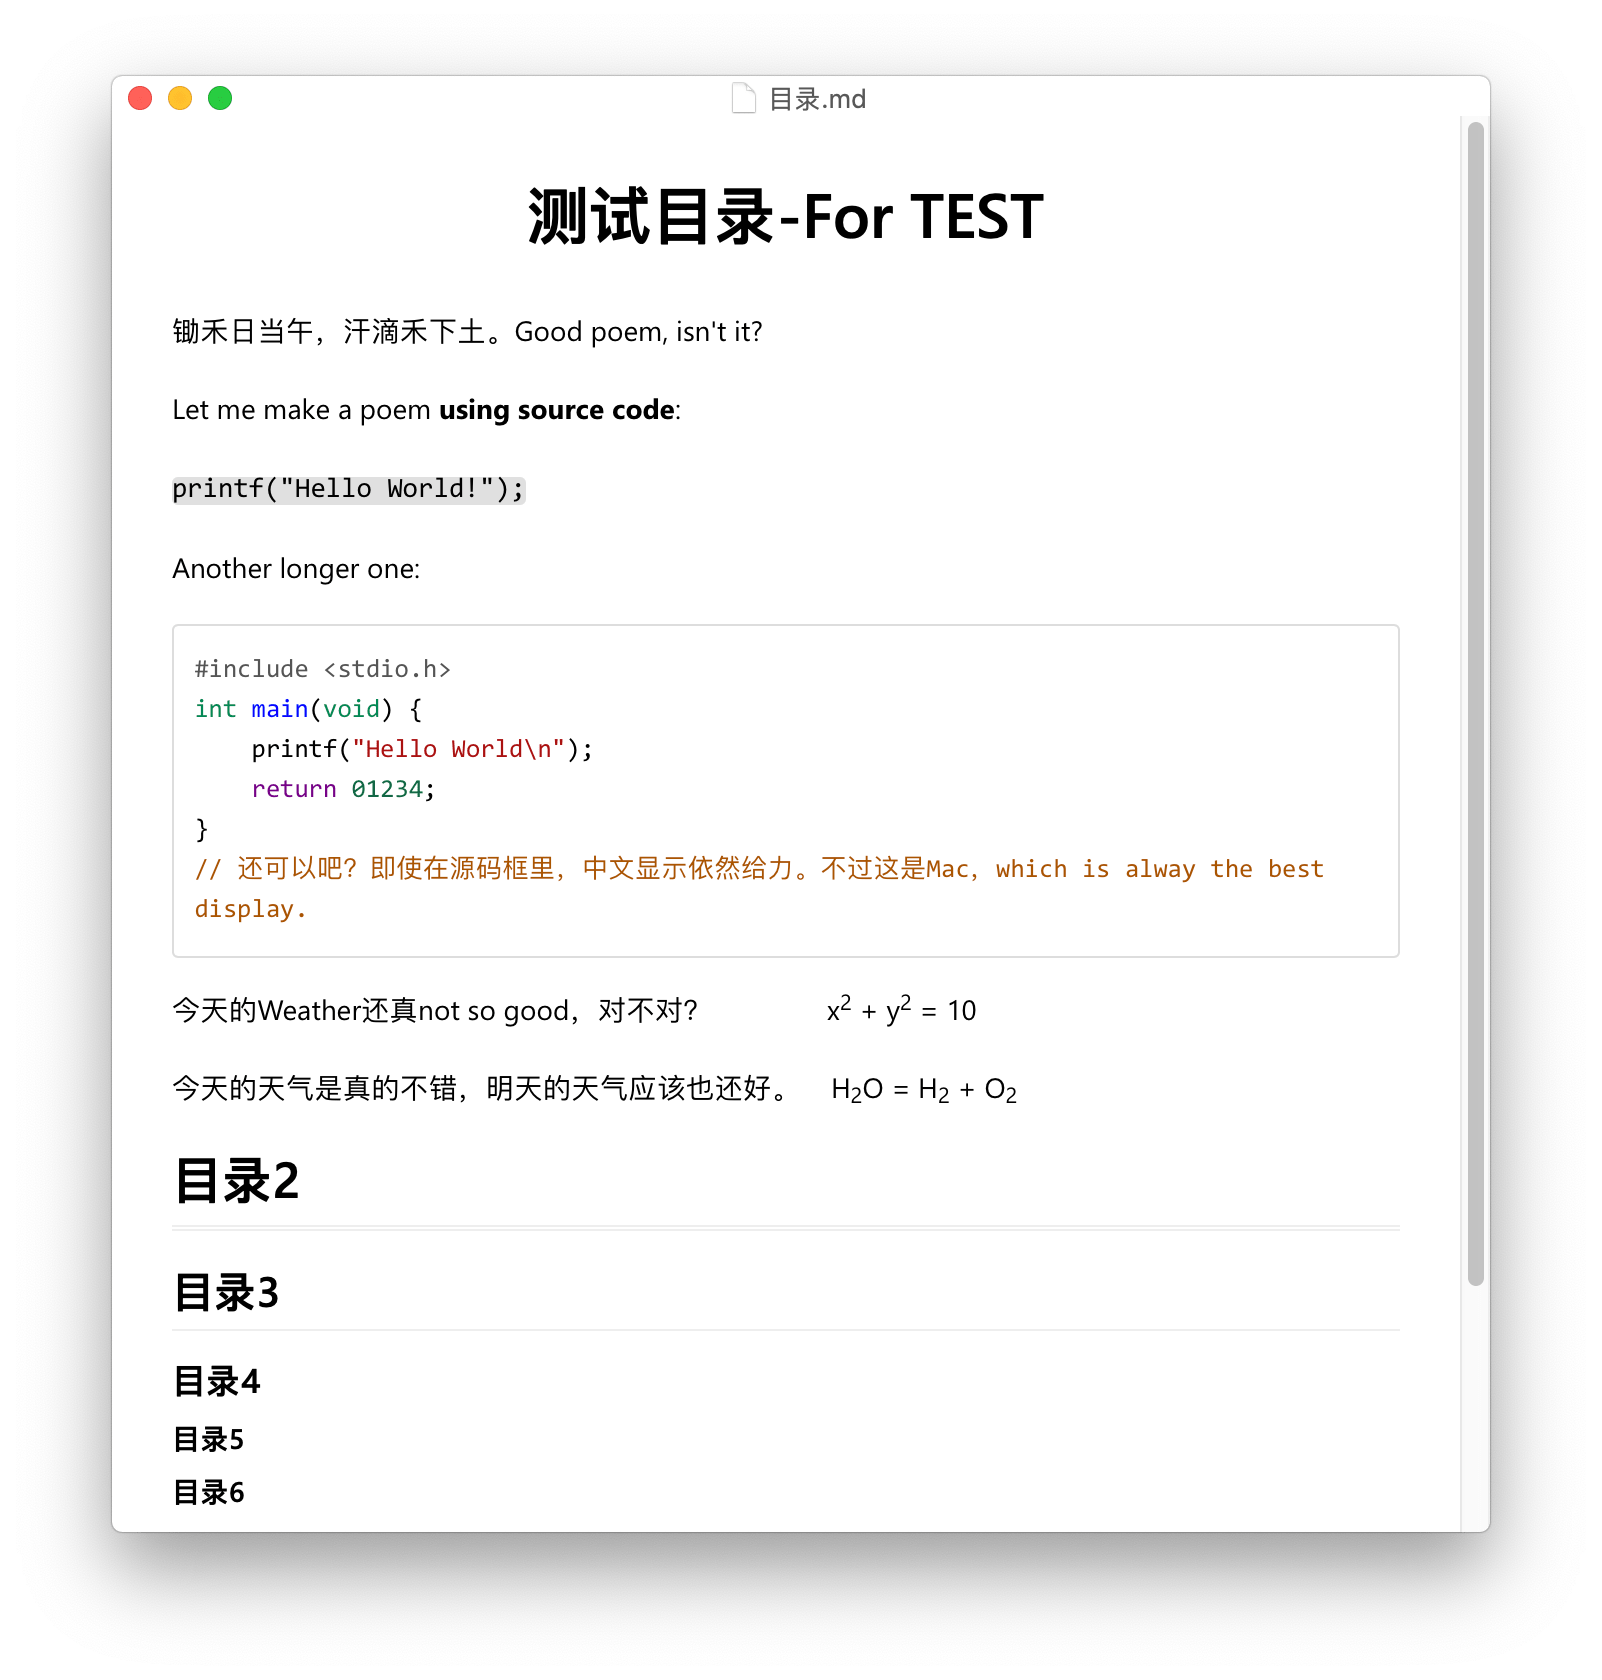 目录.md
测试目录-For TEST
锄禾日当午，汗滴禾下土。Good poem, isn't it?
Let me make a poem using source code:
printf("Hello World!");
Another longer one:
#include <stdio.h>
int main(void) {
    printf("Hello World\n");
    return 01234;
}
// 还可以吧？即使在源码框里，中文显示依然给力。不过这是Mac，which is alway the best
display.
今天的Weather还真not so good，对不对？ x² + y² = 10
今天的天气是真的不错，明天的天气应该也还好。 H₂O = H₂ + O₂
目录2
目录3
目录4
目录5
目录6